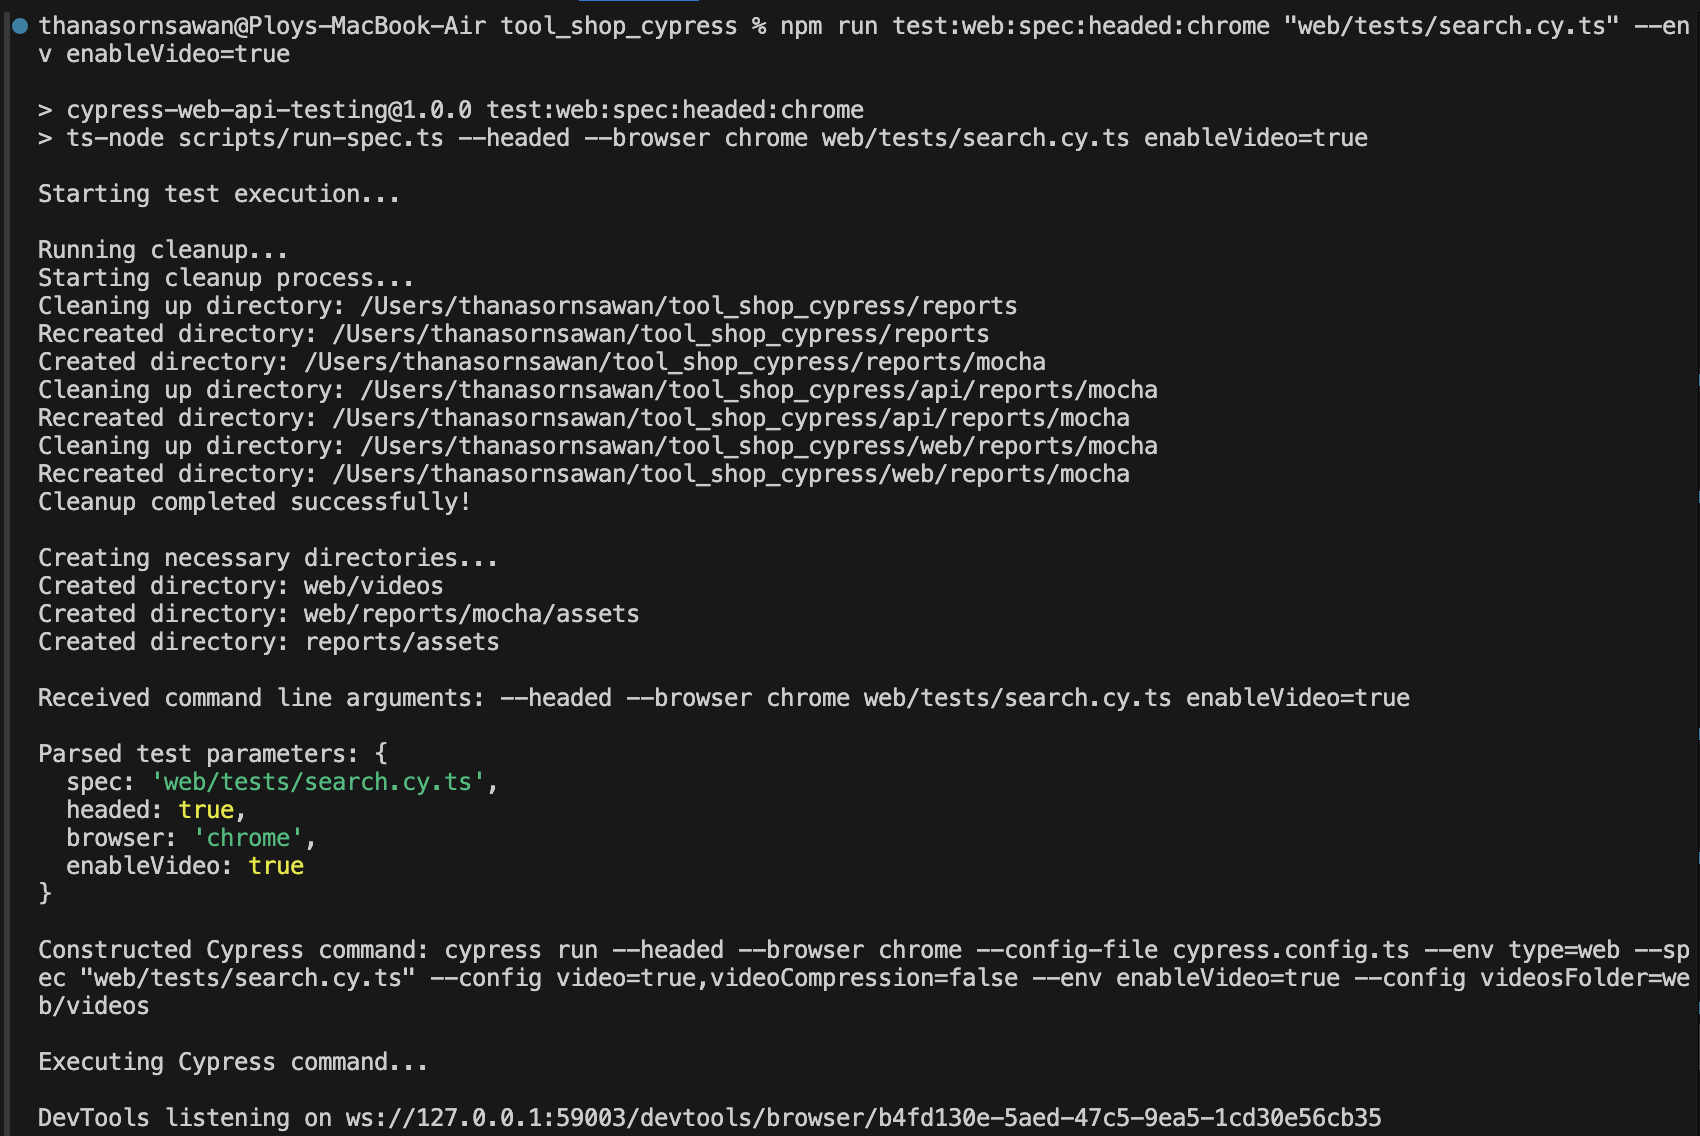 thanasornsawan@Ploys-MacBook-Air tool_shop_cypress % npm run test:web:spec:headed:chrome "web/tests/search.cy.ts" --en
v enableVideo=true
> cypress-web-api-testing@1.0.0 test:web:spec:headed:chrome
> ts-node scripts/run-spec.ts --headed --browser chrome web/tests/search.cy.ts enableVideo=true
Starting test execution...
Running cleanup...
Starting cleanup process...
Cleaning up directory: /Users/thanasornsawan/tool_shop_cypress/reports
Recreated directory: /Users/thanasornsawan/tool_shop_cypress/reports
Created directory: /Users/thanasornsawan/tool_shop_cypress/reports/mocha
Cleaning up directory: /Users/thanasornsawan/tool_shop_cypress/api/reports/mocha
Recreated directory: /Users/thanasornsawan/tool_shop_cypress/api/reports/mocha
Cleaning up directory: /Users/thanasornsawan/tool_shop_cypress/web/reports/mocha
Recreated directory: /Users/thanasornsawan/tool_shop_cypress/web/reports/mocha
Cleanup completed successfully!
Creating necessary directories...
Created directory: web/videos
Created directory: web/reports/mocha/assets
Created directory: reports/assets
Received command line arguments: --headed --browser chrome web/tests/search.cy.ts enableVideo=true
Parsed test parameters: {
  spec: 'web/tests/search.cy.ts',
  headed: true,
  browser: 'chrome',
  enableVideo: true
}
Constructed Cypress command: cypress run --headed --browser chrome --config-file cypress.config.ts --env type=web --sp
ec "web/tests/search.cy.ts" --config video=true,videoCompression=false --env enableVideo=true --config videosFolder=we
b/videos
Executing Cypress command...
DevTools listening on ws://127.0.0.1:59003/devtools/browser/b4fd130e-5aed-47c5-9ea5-1cd30e56cb35